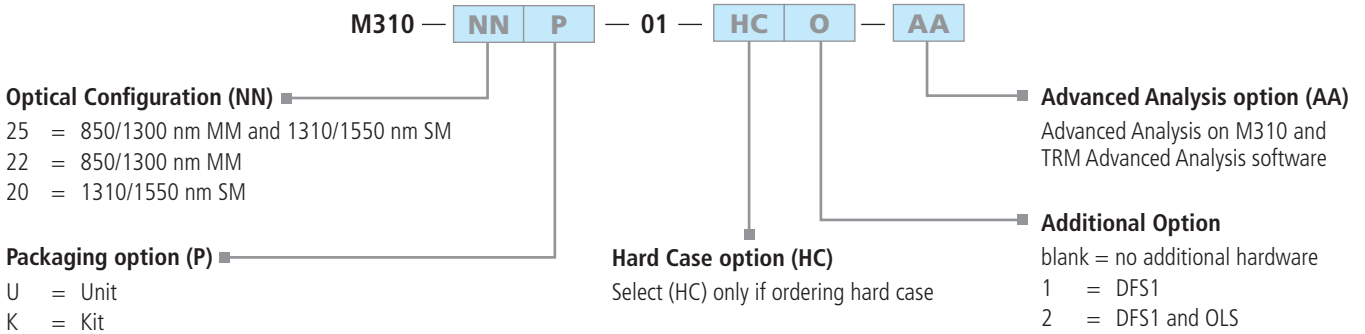 M310 — NN P — 01 — HC O — AA
Optical Configuration (NN)
25 = 850/1300 nm MM and 1310/1550 nm SM
22 = 850/1300 nm MM
20 = 1310/1550 nm SM
Packaging option (P)
U = Unit
K = Kit
Hard Case option (HC)
Select (HC) only if ordering hard case
Advanced Analysis option (AA)
Advanced Analysis on M310 and
TRM Advanced Analysis software
Additional Option
blank = no additional hardware
1 = DFS1
2 = DFS1 and OLS